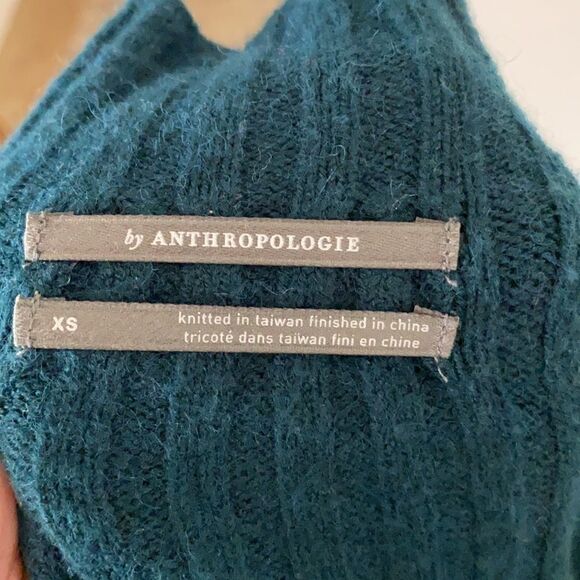 by ANTHROPOLOGIE
XS
knitted in taiwan finished in china
tricoté dans taiwan fini en chine